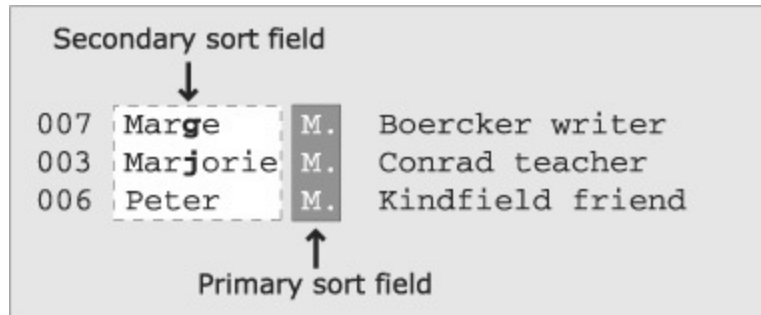 Secondary sort field
007 Marge M. Boercker writer
003 Marjorie M. Conrad teacher
006 Peter M. Kindfield friend
Primary sort field